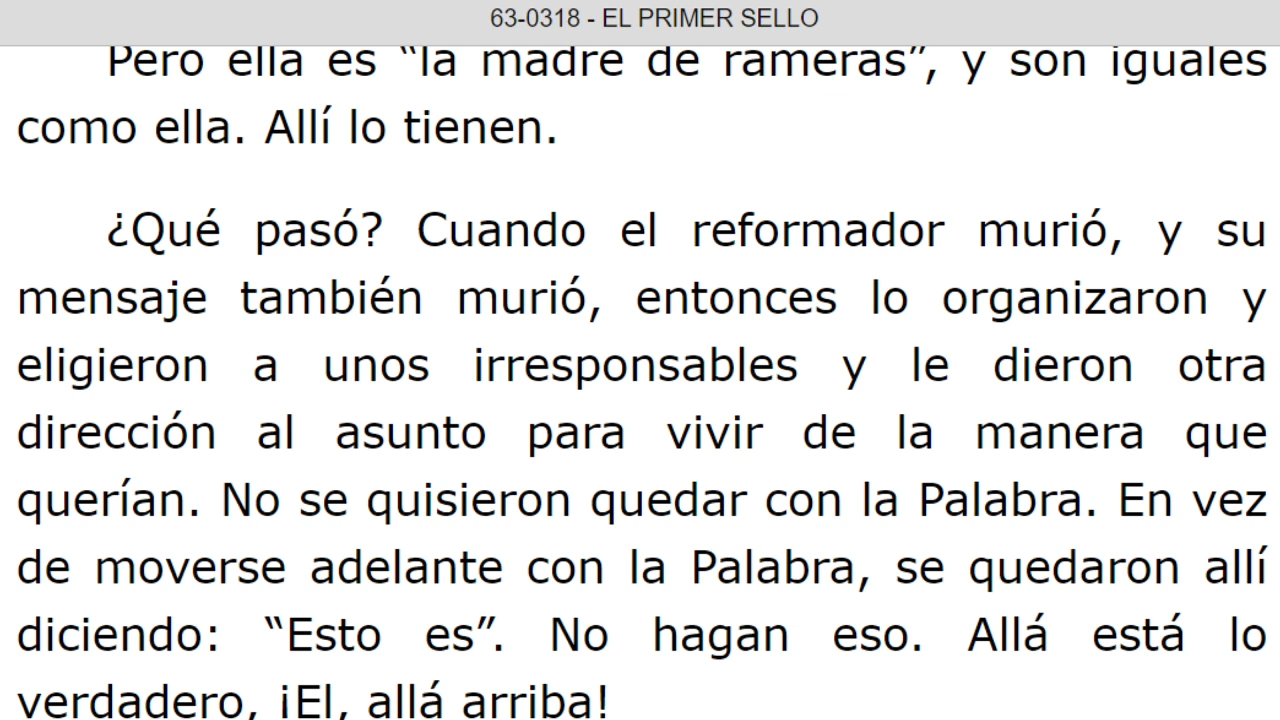 63-0318 - EL PRIMER SELLO
Pero ella es “la madre de rameras”, y son iguales
como ella. Allí lo tienen.
¿Qué pasó? Cuando el reformador murió, y su
mensaje también murió, entonces lo organizaron y
eligieron a unos irresponsables y le dieron otra
dirección al asunto para vivir de la manera que
querían. No se quisieron quedar con la Palabra. En vez
de moverse adelante con la Palabra, se quedaron allí
diciendo: “Esto es”. No hagan eso. Allá está lo
verdadero, ¡El, allá arriba!